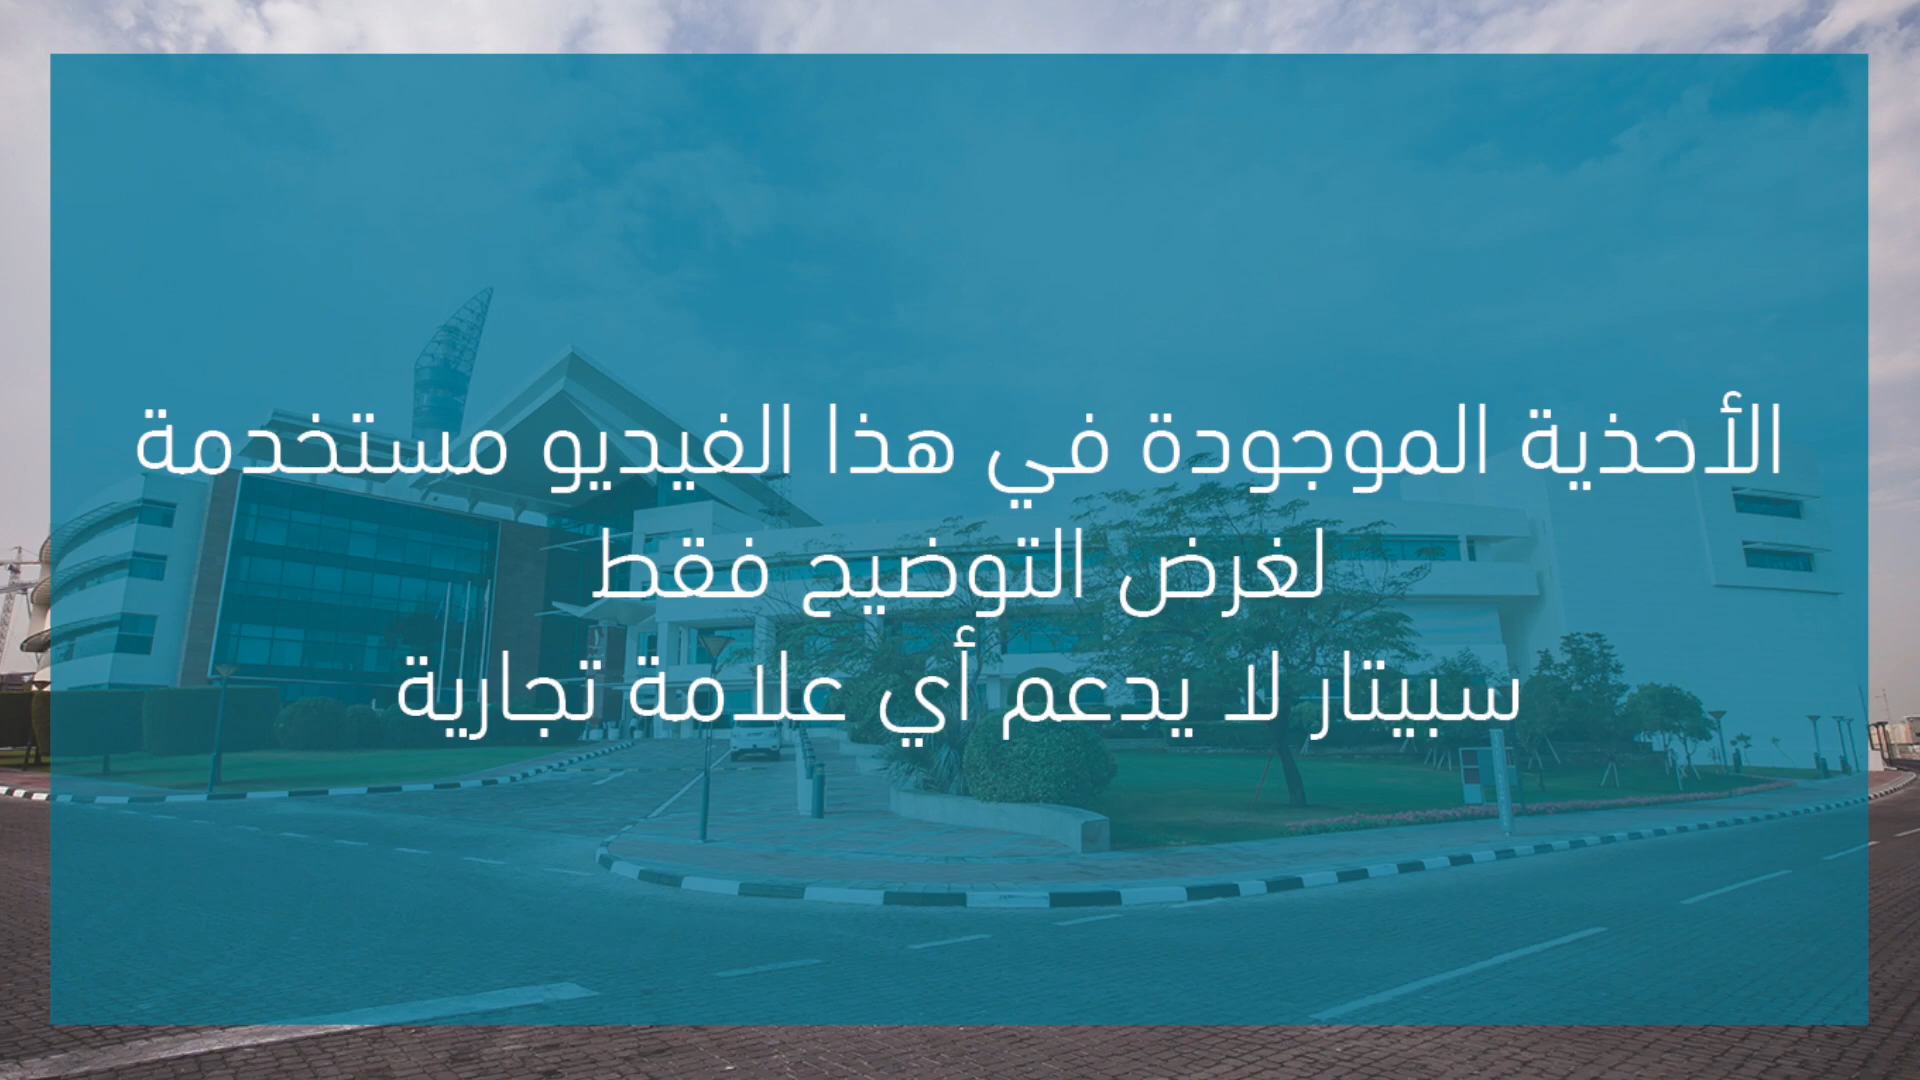 الأحذية الموجودة في هذا الفيديو مستخدمة
لغرض التوضيح فقط
سبيتار لا يدعم أي علامة تجارية